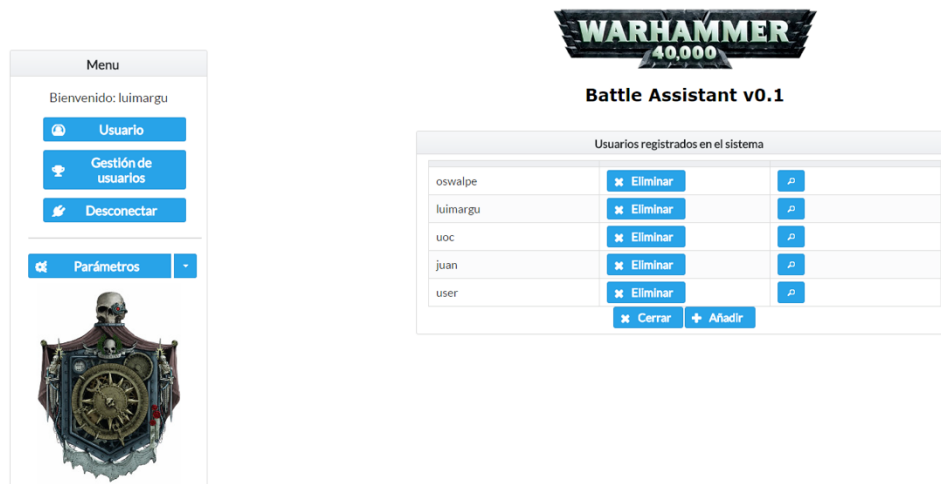 WARHAMMER
40,000
Battle Assistant v0.1
Menu
Bienvenido: luimargu
Usuario
Gestión de
usuarios
Desconectar
Parámetros
Usuarios registrados en el sistema
oswalpe Eliminar
luimargu Eliminar
uoc Eliminar
juan Eliminar
user Eliminar
Cerrar Añadir